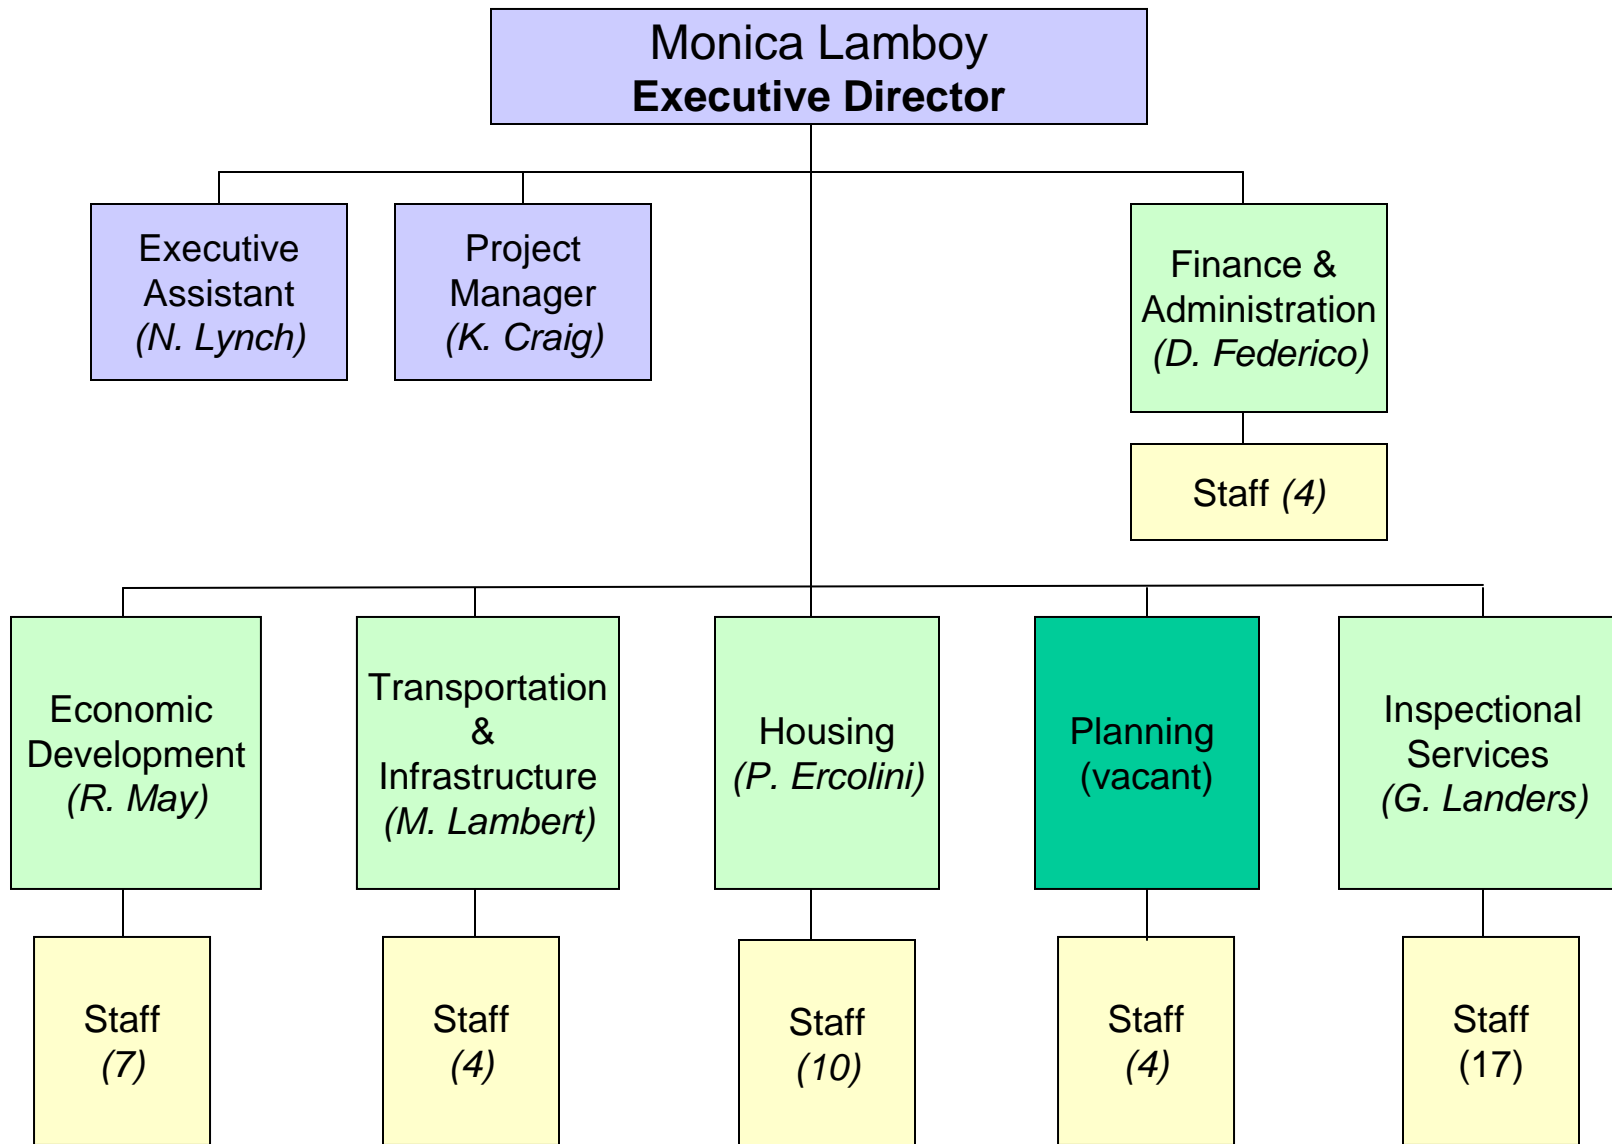 Monica Lamboy
Executive Director
Executive
Assistant
(N. Lynch)
Project
Manager
(K. Craig)
Finance &
Administration
(D. Federico)
Staff (4)
Economic
Development
(R. May)
Transportation
&
Infrastructure
(M. Lambert)
Housing
(P. Ercolini)
Planning
(vacant)
Inspectional
Services
(G. Landers)
Staff
(7)
Staff
(4)
Staff
(10)
Staff
(4)
Staff
(17)